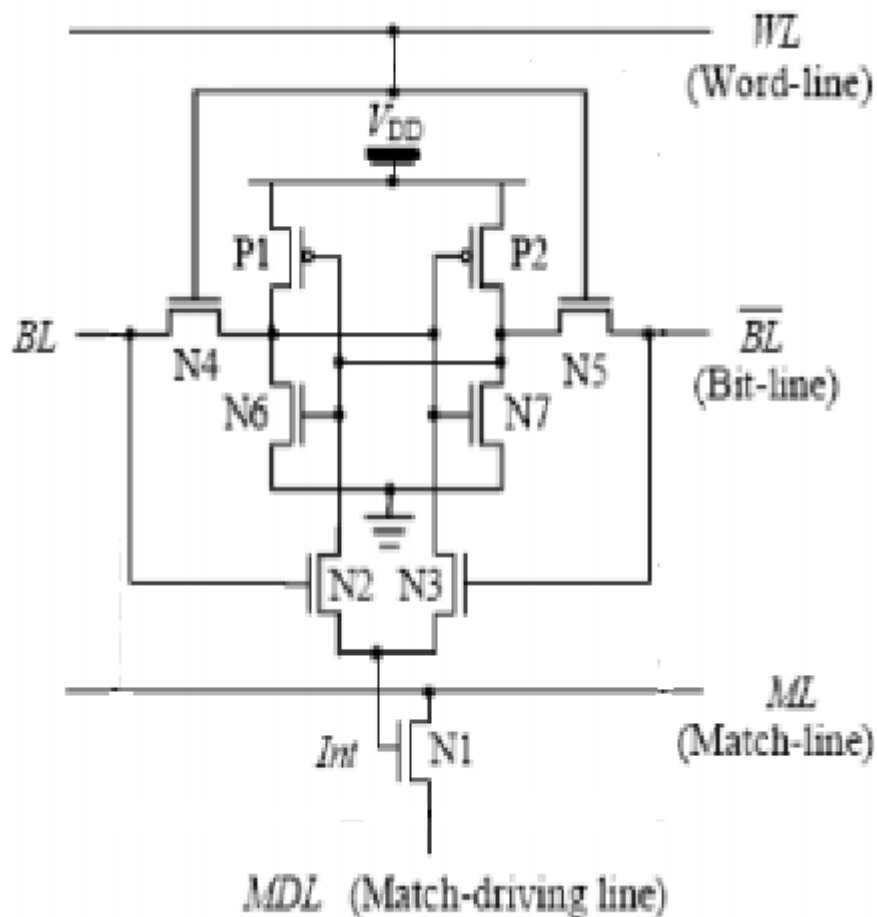 WL
(Word-line)
VDD
P1
P2
BL
N4
N5
BL
(Bit-line)
N6
N7
N2
N3
ML
(Match-line)
Int
N1
MDL (Match-driving line)